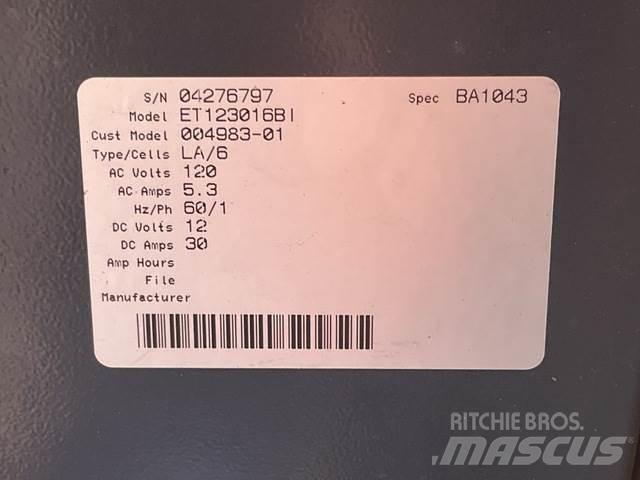 S/N 04276797 Spec BA1043
Model ET123016BI
Cust Model 004983-01
Type/Cells LA/6
AC Volts 120
AC Amps 5.3
Hz/Ph 60/1
DC Volts 12
DC Amps 30
Amp Hours
File
Manufacturer
RITCHIE BROS.
MASCUS